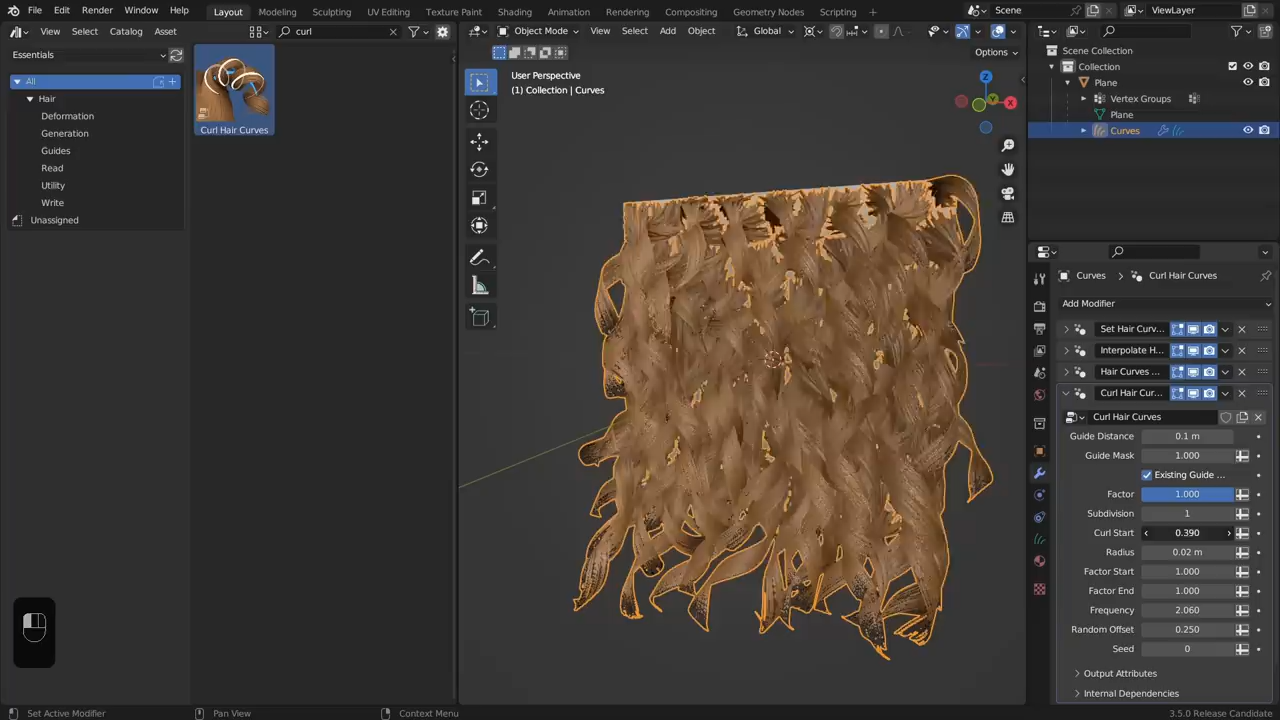 File Edit Render Window Help Layout Modeling Sculpting UV Editing Texture Paint Shading Animation Rendering Compositing Geometry Nodes Scripting + Scene ViewLayer
View Select Catalog Asset curl Object Mode View Select Add Object Global
Options
Essentials
All
Hair
Deformation
Generation
Guides
Read
Utility
Write
Unassigned
Curl Hair Curves
User Perspective
(1) Collection | Curves
Z
Y
X
Scene Collection
Collection
Plane
Vertex Groups
Plane
Curves
Curves Curl Hair Curves
Add Modifier
Set Hair Curv...
Interpolate H...
Hair Curves ...
Curl Hair Cur...
Curl Hair Curves
Guide Distance 0.1 m
Guide Mask 1.000
Existing Guide ...
Factor 1.000
Subdivision 1
Curl Start 0.390
Radius 0.02 m
Factor Start 1.000
Factor End 1.000
Frequency 2.060
Random Offset 0.250
Seed 0
Output Attributes
Internal Dependencies
Set Active Modifier Pan View Context Menu 3.5.0 Release Candidate